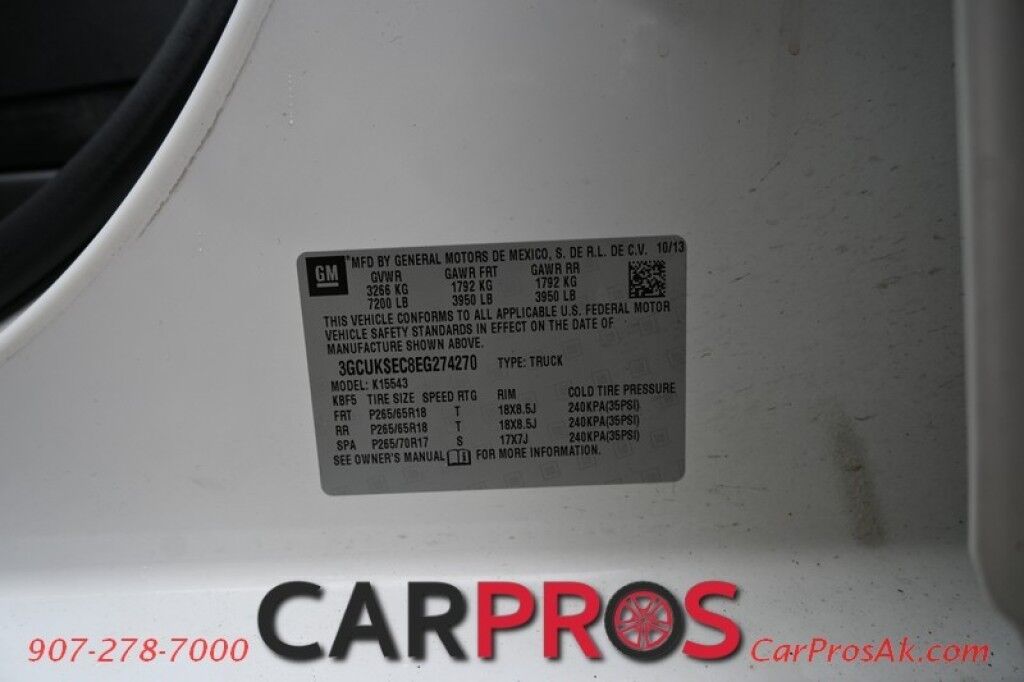 GM
MFD BY GENERAL MOTORS DE MEXICO, S. DE R.L. DE C.V. 10/13
GVWR GAWR FRT GAWR RR
3266 KG 1792 KG 1792 KG
7200 LB 3950 LB 3950 LB
THIS VEHICLE CONFORMS TO ALL APPLICABLE U.S. FEDERAL MOTOR
VEHICLE SAFETY STANDARDS IN EFFECT ON THE DATE OF
MANUFACTURE SHOWN ABOVE.
3GCUKSEC8EG274270 TYPE: TRUCK
MODEL: K15543
KBF5 TIRE SIZE SPEED RTG RIM COLD TIRE PRESSURE
FRT P265/65R18 T 18X8.5J 240KPA(35PSI)
RR P265/65R18 T 18X8.5J 240KPA(35PSI)
SPA P265/70R17 S 17X7J 240KPA(35PSI)
SEE OWNER'S MANUAL FOR MORE INFORMATION.
907-278-7000
CARPROS
CarProsAk.com